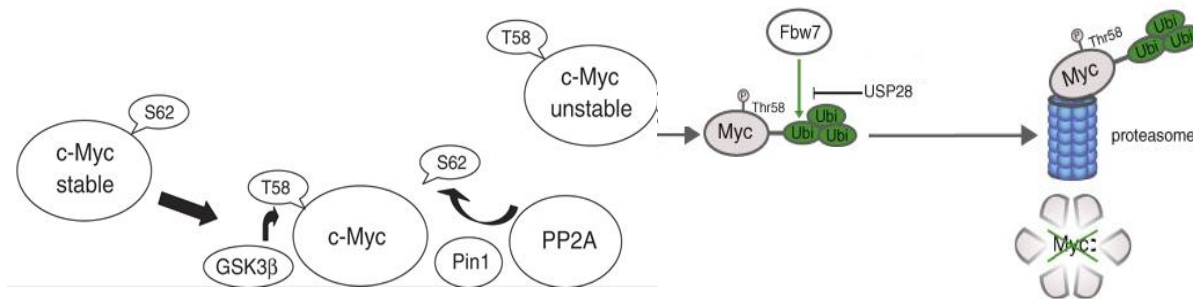 S62
c-Myc
stable
T58
GSK3β
c-Myc
S62
Pin1
PP2A
T58
c-Myc
unstable
Fbw7
USP28
P
Thr58
Myc
Ubi
Ubi
Ubi
P
Thr58
Myc
Ubi
Ubi
Ubi
proteasome
Myc